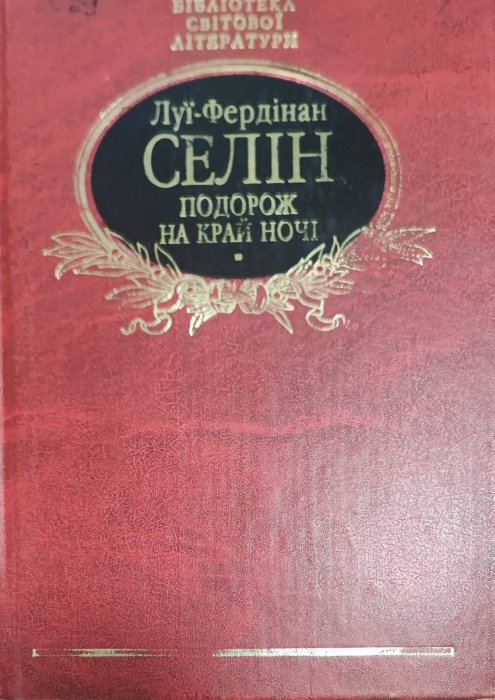 БІБЛІОТЕКА
СВІТОВОЇ
ЛІТЕРАТУРИ
Луї-Фердінан
СЕЛІН
ПОДОРОЖ
НА КРАЙ НОЧІ